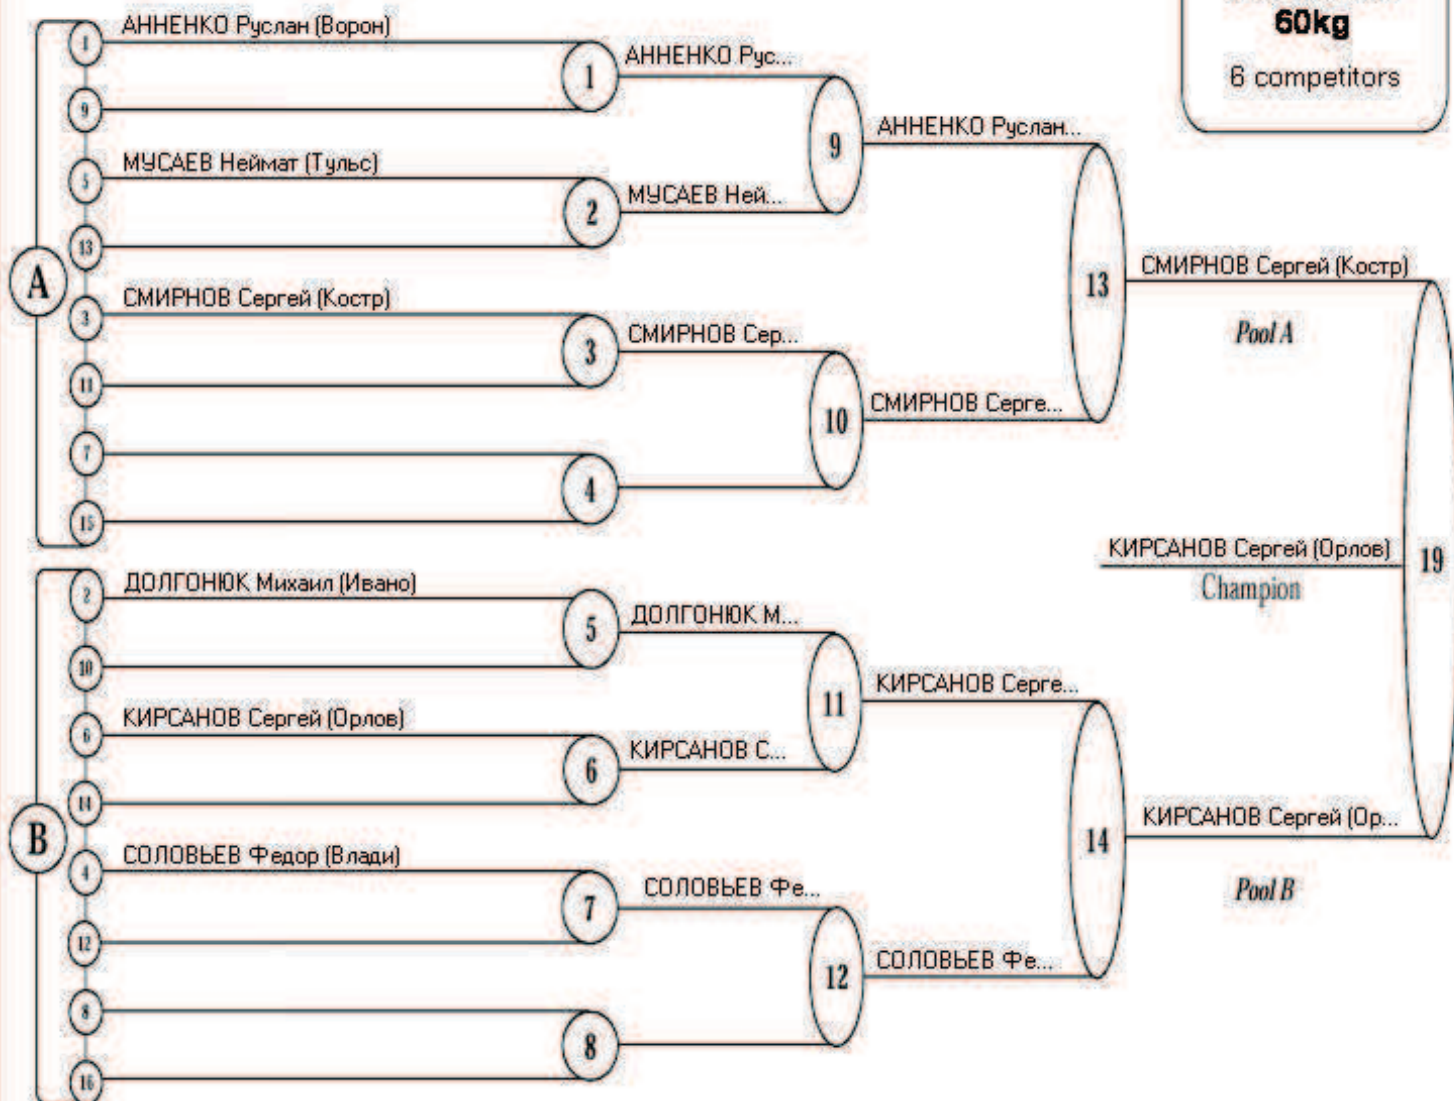 60kg
6 competitors
A
1
АННЕНКО Руслан (Ворон)
9
5
МУСАЕВ Неймат (Тульс)
13
3
СМИРНОВ Сергей (Костр)
11
7
15
1
АННЕНКО Рус...
2
МУСАЕВ Ней...
3
СМИРНОВ Сер...
4
9
АННЕНКО Руслан...
10
СМИРНОВ Серге...
13
СМИРНОВ Сергей (Костр)
Pool A
B
2
ДОЛГОНЮК Михаил (Ивано)
10
6
КИРСАНОВ Сергей (Орлов)
14
4
СОЛОВЬЕВ Федор (Влади)
12
8
16
5
ДОЛГОНЮК М...
6
КИРСАНОВ С...
7
СОЛОВЬЕВ Фе...
8
11
КИРСАНОВ Серге...
12
СОЛОВЬЕВ Фе...
14
КИРСАНОВ Сергей (Ор...
Pool B
19
КИРСАНОВ Сергей (Орлов)
Champion